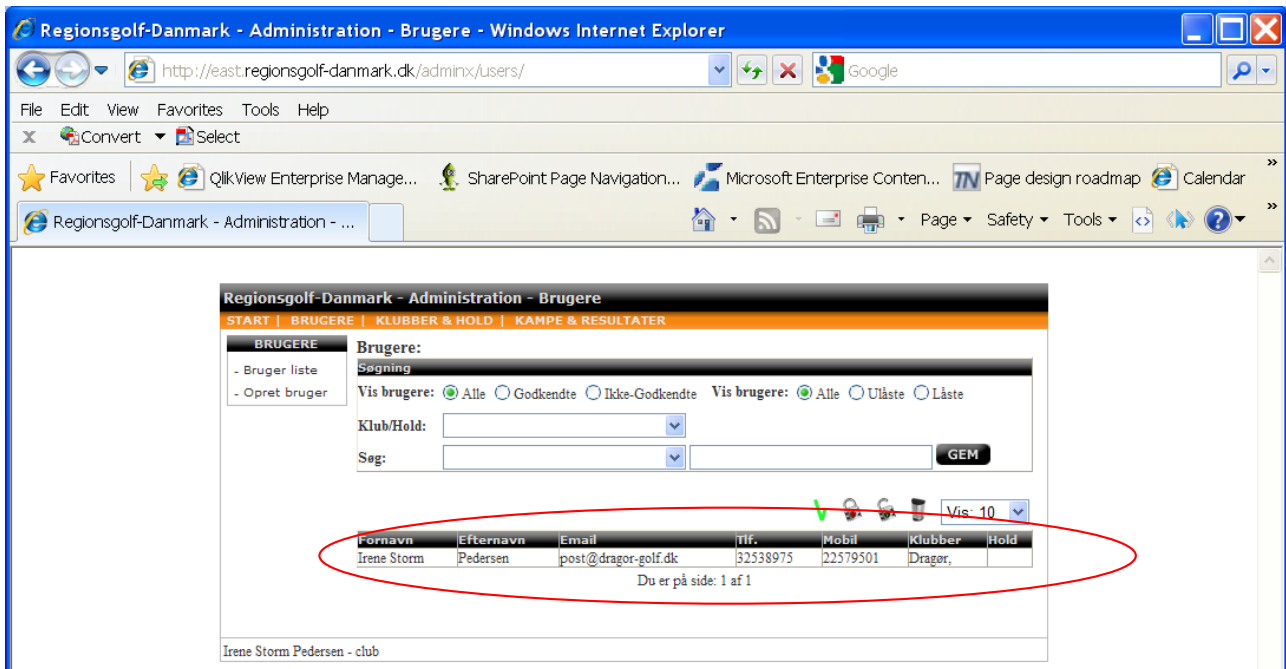 Regionsgolf-Danmark - Administration - Brugere - Windows Internet Explorer
http://east.regionsgolf-danmark.dk/adminx/users/
Google
File Edit View Favorites Tools Help
x Convert Select
Favorites QlikView Enterprise Manage... SharePoint Page Navigation... Microsoft Enterprise Conten... TN Page design roadmap Calendar »
Regionsgolf-Danmark - Administration - ... Page Safety Tools »
Regionsgolf-Danmark - Administration - Brugere
START | BRUGERE | KLUBBER & HOLD | KAMPE & RESULTATER
BRUGERE
- Bruger liste
- Opret bruger
Brugere:
Søgning
Vis brugere: Alle Godkendte Ikke-Godkendte Vis brugere: Alle Ulåste Låste
Klub/Hold:
Søg: GEM
Vis: 10
Fornavn Efternavn Email Tlf. Mobil Klubber Hold
Irene Storm Pedersen post@dragor-golf.dk 32538975 22579501 Dragør,
Du er på side: 1 af 1
Irene Storm Pedersen - club